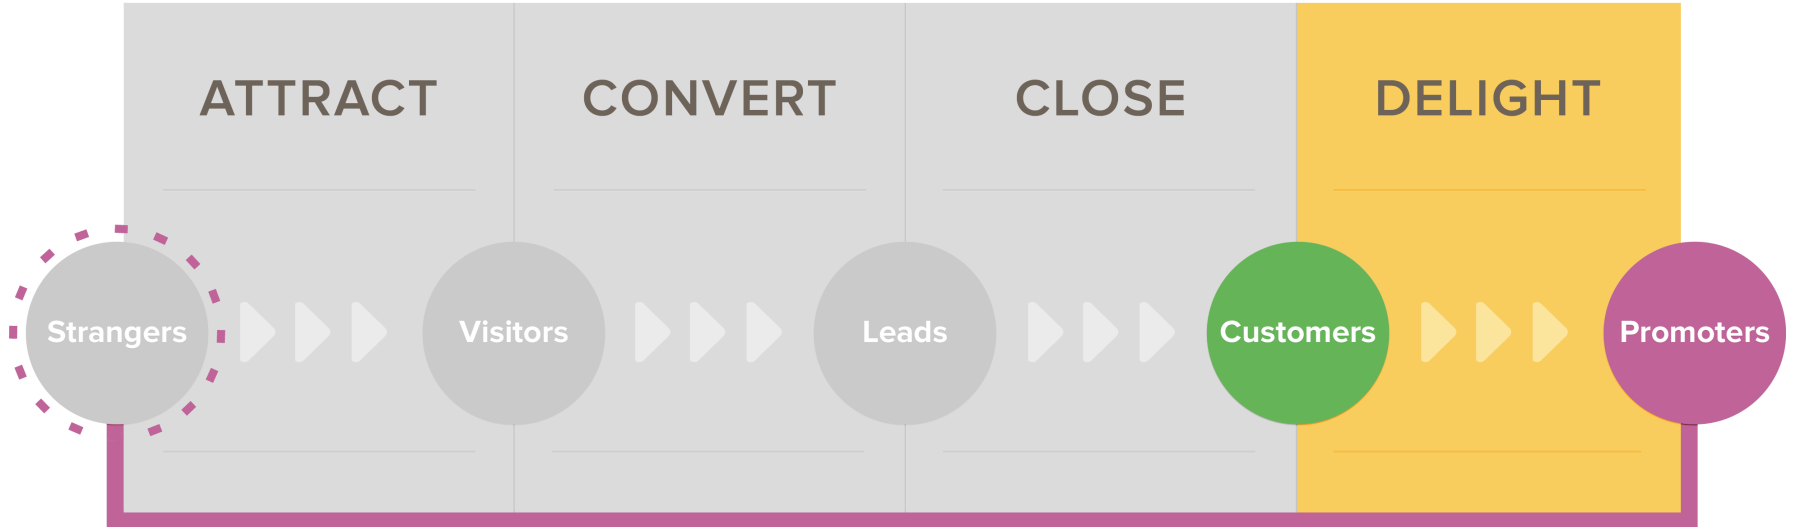 ATTRACT
CONVERT
CLOSE
DELIGHT
Strangers
Visitors
Leads
Customers
Promoters